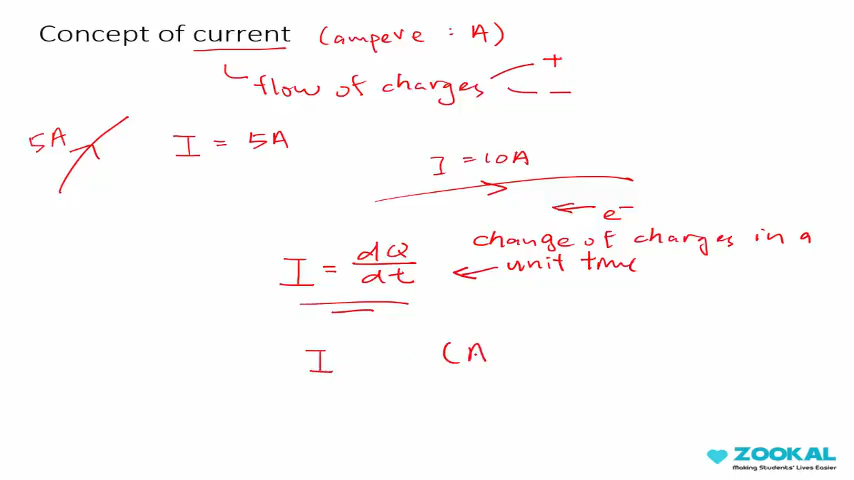 Concept of current (ampere : A)
flow of charges + −
5A I = 5A
I = 10A
e−
I = dQ/dt change of charges in a
unit time
I (A
ZOOKAL
Making Students' Lives Easier